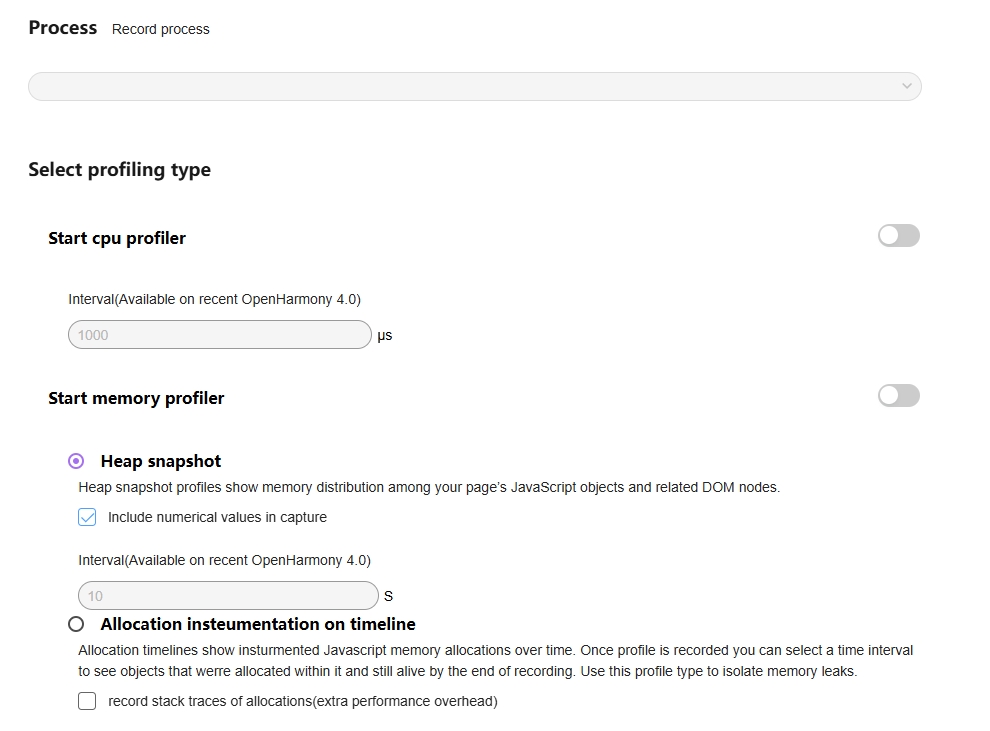 Process Record process
Select profiling type
Start cpu profiler
Interval(Available on recent OpenHarmony 4.0)
1000 μs
Start memory profiler
Heap snapshot
Heap snapshot profiles show memory distribution among your page's JavaScript objects and related DOM nodes.
Include numerical values in capture
Interval(Available on recent OpenHarmony 4.0)
10 S
Allocation insteumentation on timeline
Allocation timelines show insturmented Javascript memory allocations over time. Once profile is recorded you can select a time interval
to see objects that werre allocated within it and still alive by the end of recording. Use this profile type to isolate memory leaks.
record stack traces of allocations(extra performance overhead)